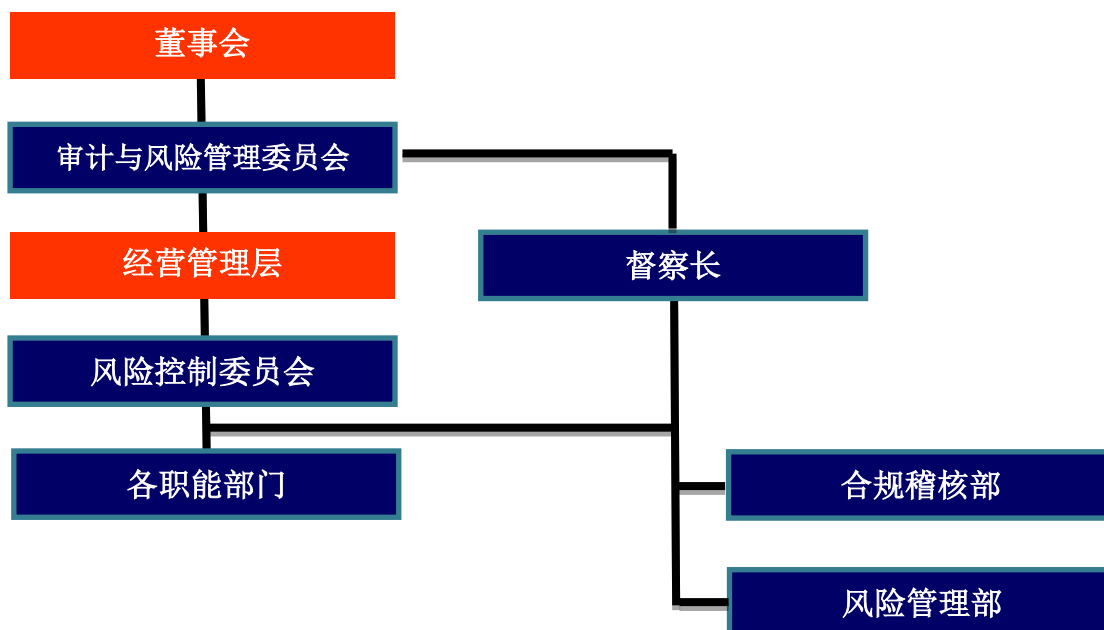 董事会
审计与风险管理委员会
经营管理层
督察长
风险控制委员会
各职能部门
合规稽核部
风险管理部